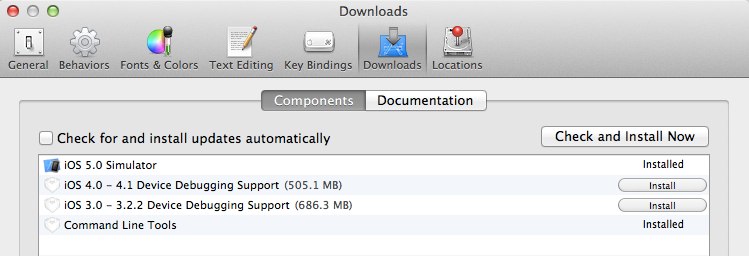 Downloads
General Behaviors Fonts & Colors Text Editing Key Bindings Downloads Locations
Components Documentation
Check for and install updates automatically Check and Install Now
iOS 5.0 Simulator Installed
iOS 4.0 – 4.1 Device Debugging Support (505.1 MB) Install
iOS 3.0 – 3.2.2 Device Debugging Support (686.3 MB) Install
Command Line Tools Installed